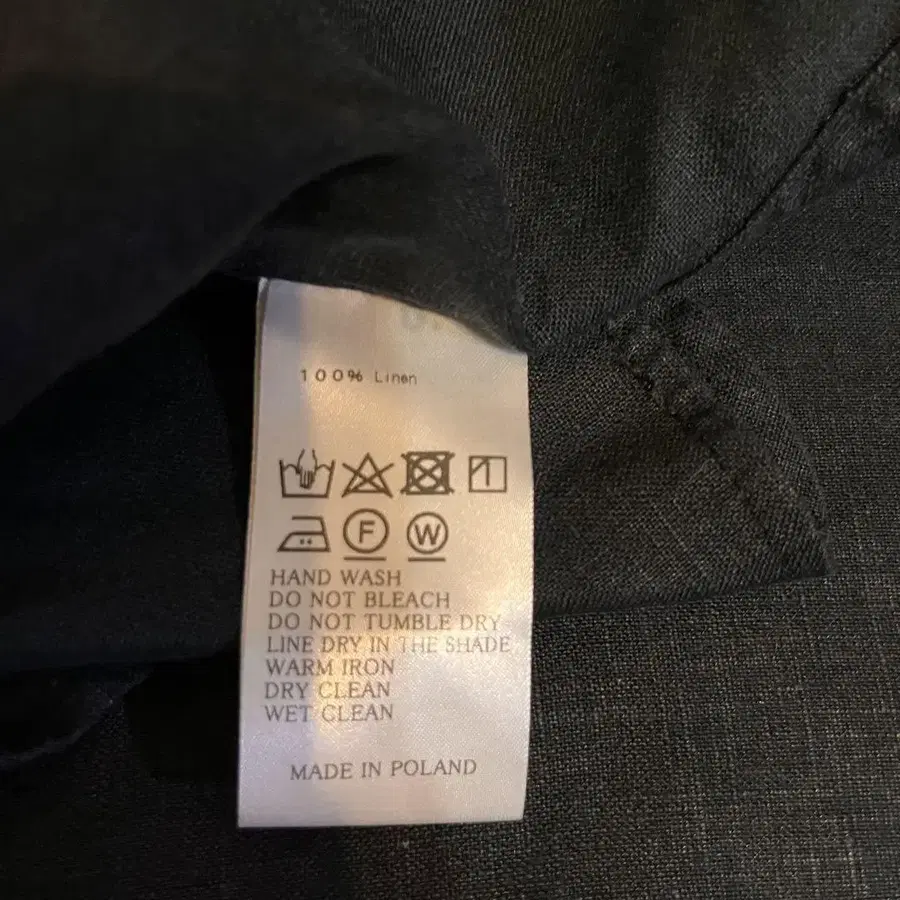 100% Linen
F W
HAND WASH
DO NOT BLEACH
DO NOT TUMBLE DRY
LINE DRY IN THE SHADE
WARM IRON
DRY CLEAN
WET CLEAN
MADE IN POLAND